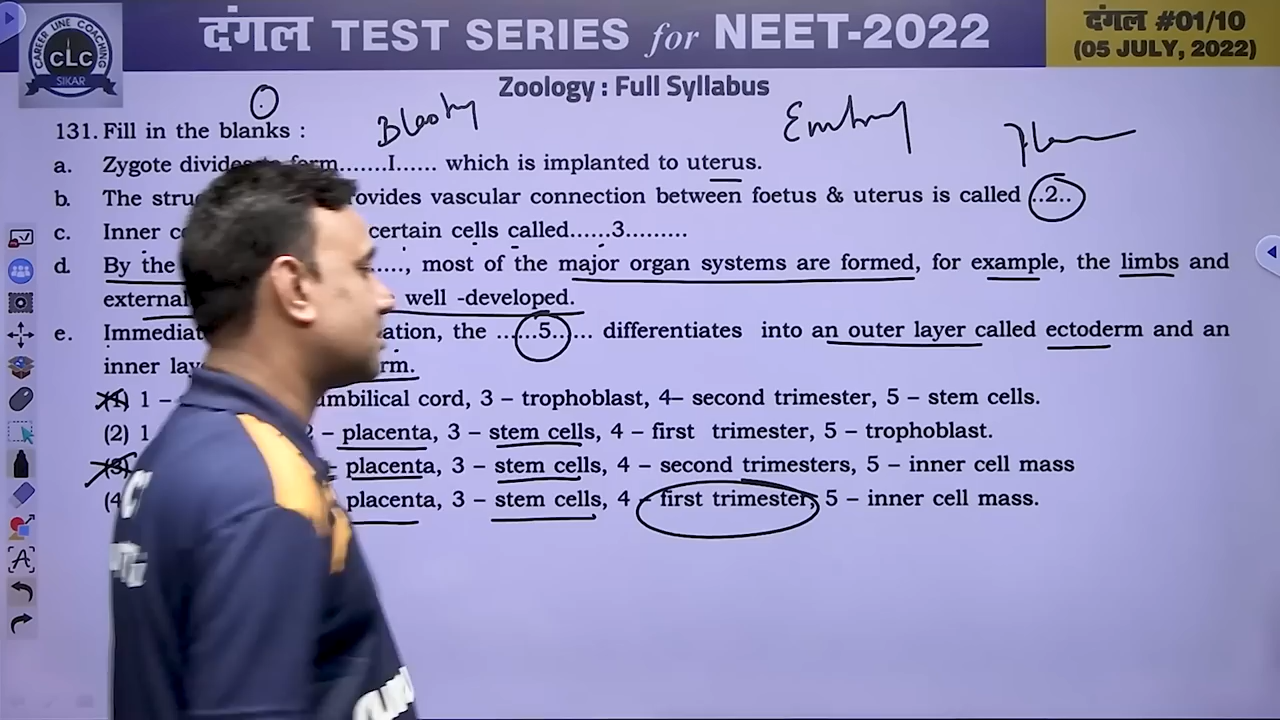 CAREER LINE COACHING
CLC
SIKAR
दंगल TEST SERIES for NEET-2022
दंगल #01/10
(05 JULY, 2022)
Zoology : Full Syllabus
131. Fill in the blanks :
a. Zygote divides to form.......I...... which is implanted to uterus.
b. The stru rovides vascular connection between foetus & uterus is called ..2..
c. Inner c certain cells called......3.........
d. By the ...., most of the major organ systems are formed, for example, the limbs and
external well -developed.
e. Immediat ation, the ......5...... differentiates into an outer layer called ectoderm and an
inner lay rm.
(1) 1 – umbilical cord, 3 – trophoblast, 4– second trimester, 5 – stem cells.
(2) 1 2 – placenta, 3 – stem cells, 4 – first trimester, 5 – trophoblast.
(3) – placenta, 3 – stem cells, 4 – second trimesters, 5 – inner cell mass
(4 placenta, 3 – stem cells, 4 – first trimester, 5 – inner cell mass.